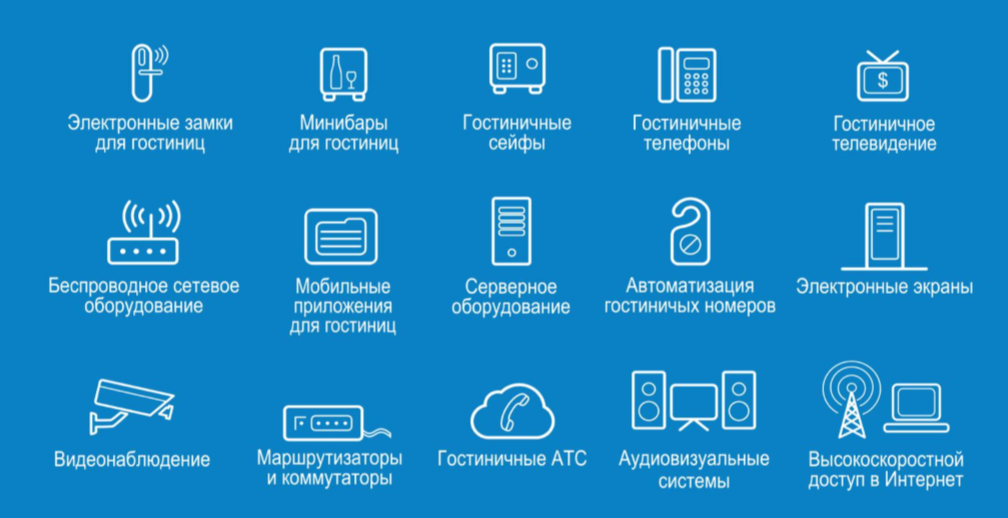 Электронные замки
для гостиниц
Минибары
для гостиниц
Гостиничные
сейфы
Гостиничные
телефоны
$
Гостиничное
телевидение
Беспроводное сетевое
оборудование
Мобильные
приложения
для гостиниц
Серверное
оборудование
Автоматизация
гостиничых номеров
Электронные экраны
Видеонаблюдение
Маршрутизаторы
и коммутаторы
Гостиничные АТС
Аудиовизуальные
системы
Высокоскоростной
доступ в Интернет